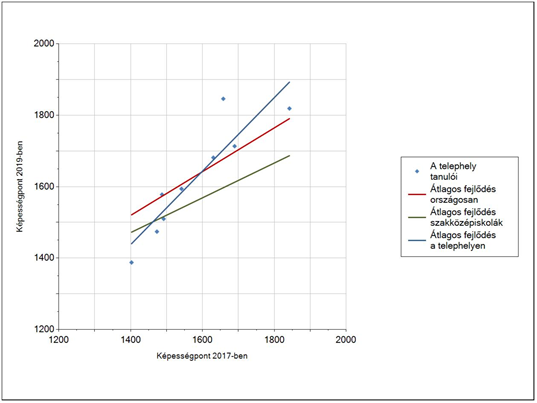 2000
1800
1600
1400
1200
Képességpont 2019-ben
1200
1400
1600
1800
2000
Képességpont 2017-ben
A telephely
tanulói
Átlagos fejlődés
országosan
Átlagos fejlődés
szakközépiskolák
Átlagos fejlődés
a telephelyen